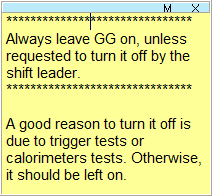 M X
*******************************
Always leave GG on, unless
requested to turn it off by the
shift leader.
*******************************
A good reason to turn it off is
due to trigger tests or
calorimeters tests. Otherwise,
it should be left on.